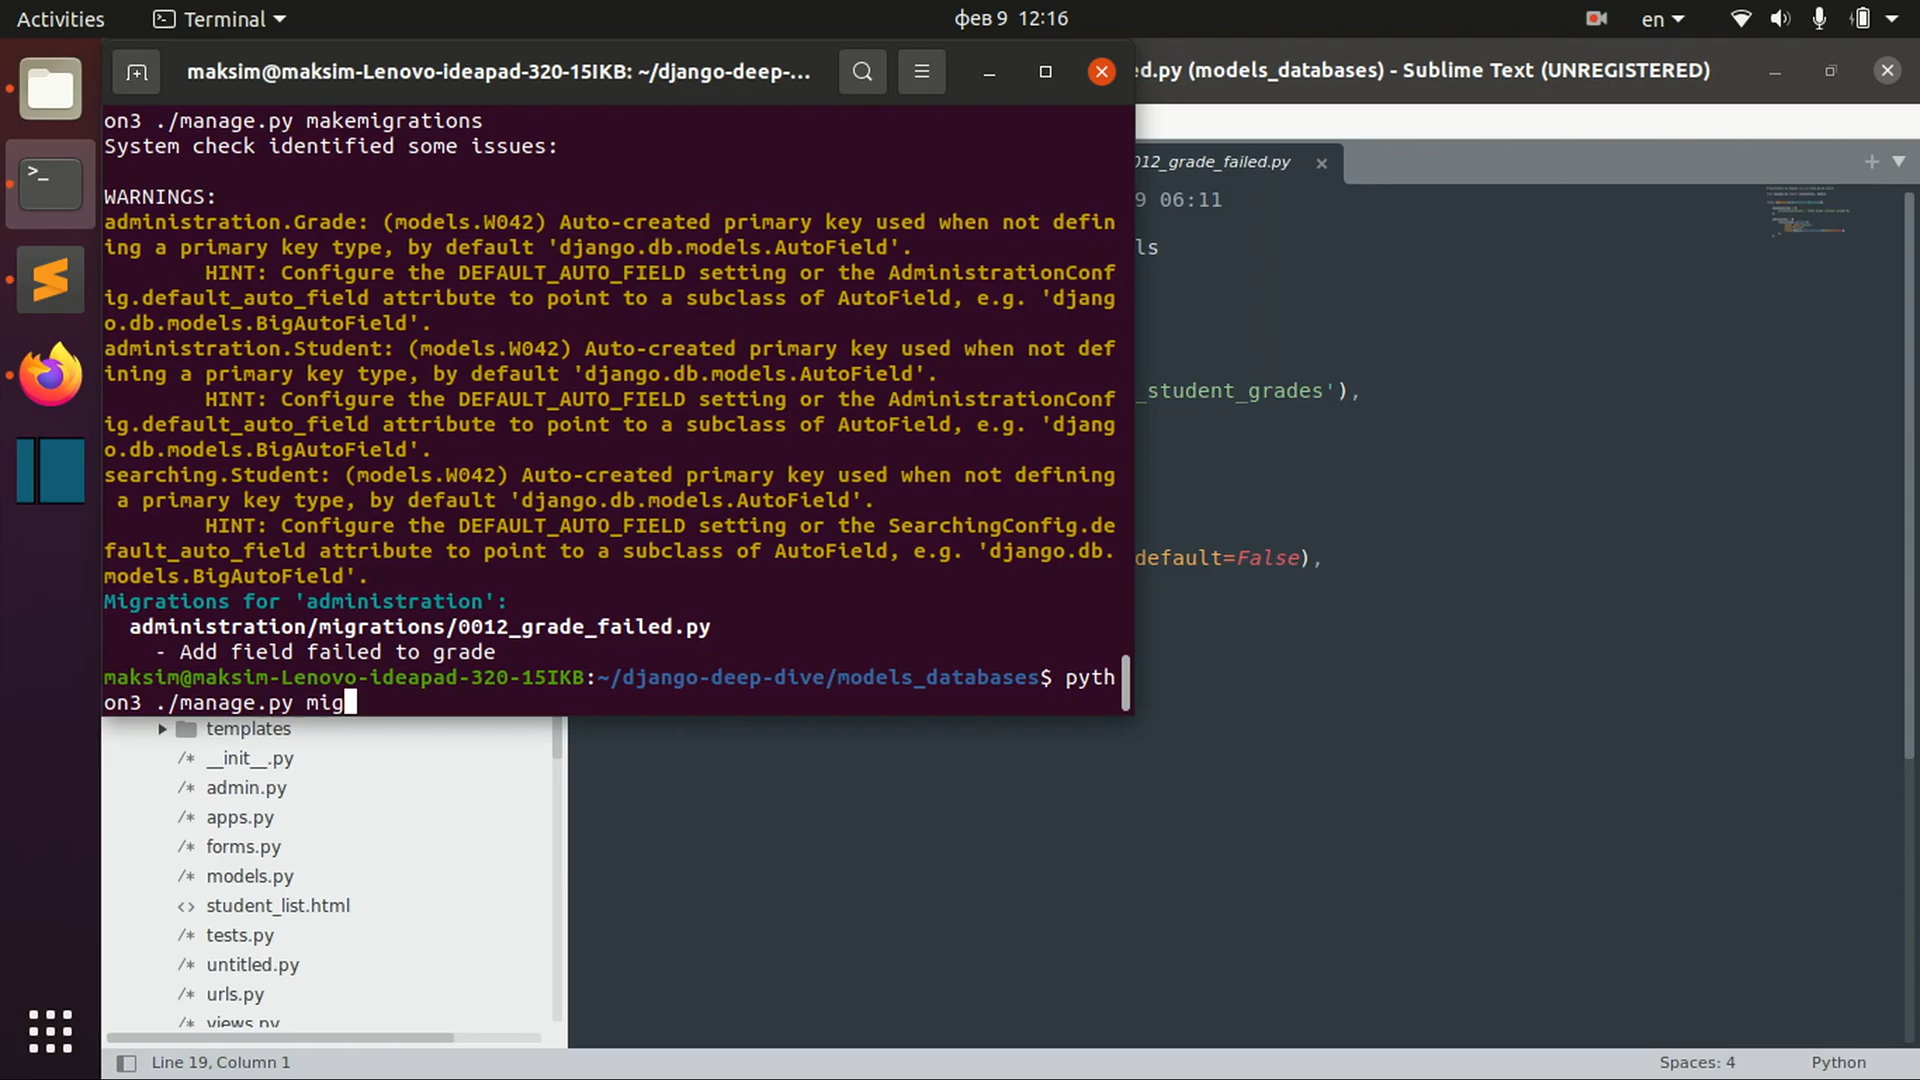 Activities
Terminal
фев 9 12:16
en
maksim@maksim-Lenovo-ideapad-320-15IKB: ~/django-deep-...
d.py (models_databases) - Sublime Text (UNREGISTERED)
on3 ./manage.py makemigrations
System check identified some issues:
WARNINGS:
administration.Grade: (models.W042) Auto-created primary key used when not defin
ing a primary key type, by default 'django.db.models.AutoField'.
HINT: Configure the DEFAULT_AUTO_FIELD setting or the AdministrationConf
ig.default_auto_field attribute to point to a subclass of AutoField, e.g. 'djang
o.db.models.BigAutoField'.
administration.Student: (models.W042) Auto-created primary key used when not def
ining a primary key type, by default 'django.db.models.AutoField'.
HINT: Configure the DEFAULT_AUTO_FIELD setting or the AdministrationConf
ig.default_auto_field attribute to point to a subclass of AutoField, e.g. 'djang
o.db.models.BigAutoField'.
searching.Student: (models.W042) Auto-created primary key used when not defining
a primary key type, by default 'django.db.models.AutoField'.
HINT: Configure the DEFAULT_AUTO_FIELD setting or the SearchingConfig.de
fault_auto_field attribute to point to a subclass of AutoField, e.g. 'django.db.
models.BigAutoField'.
Migrations for 'administration':
administration/migrations/0012_grade_failed.py
- Add field failed to grade
maksim@maksim-Lenovo-ideapad-320-15IKB:~/django-deep-dive/models_databases$ pyth
on3 ./manage.py mig
012_grade_failed.py
9 06:11
ls
_student_grades'),
default=False),
templates
/* __init__.py
/* admin.py
/* apps.py
/* forms.py
/* models.py
<> student_list.html
/* tests.py
/* untitled.py
/* urls.py
/* views.py
Line 19, Column 1
Spaces: 4
Python